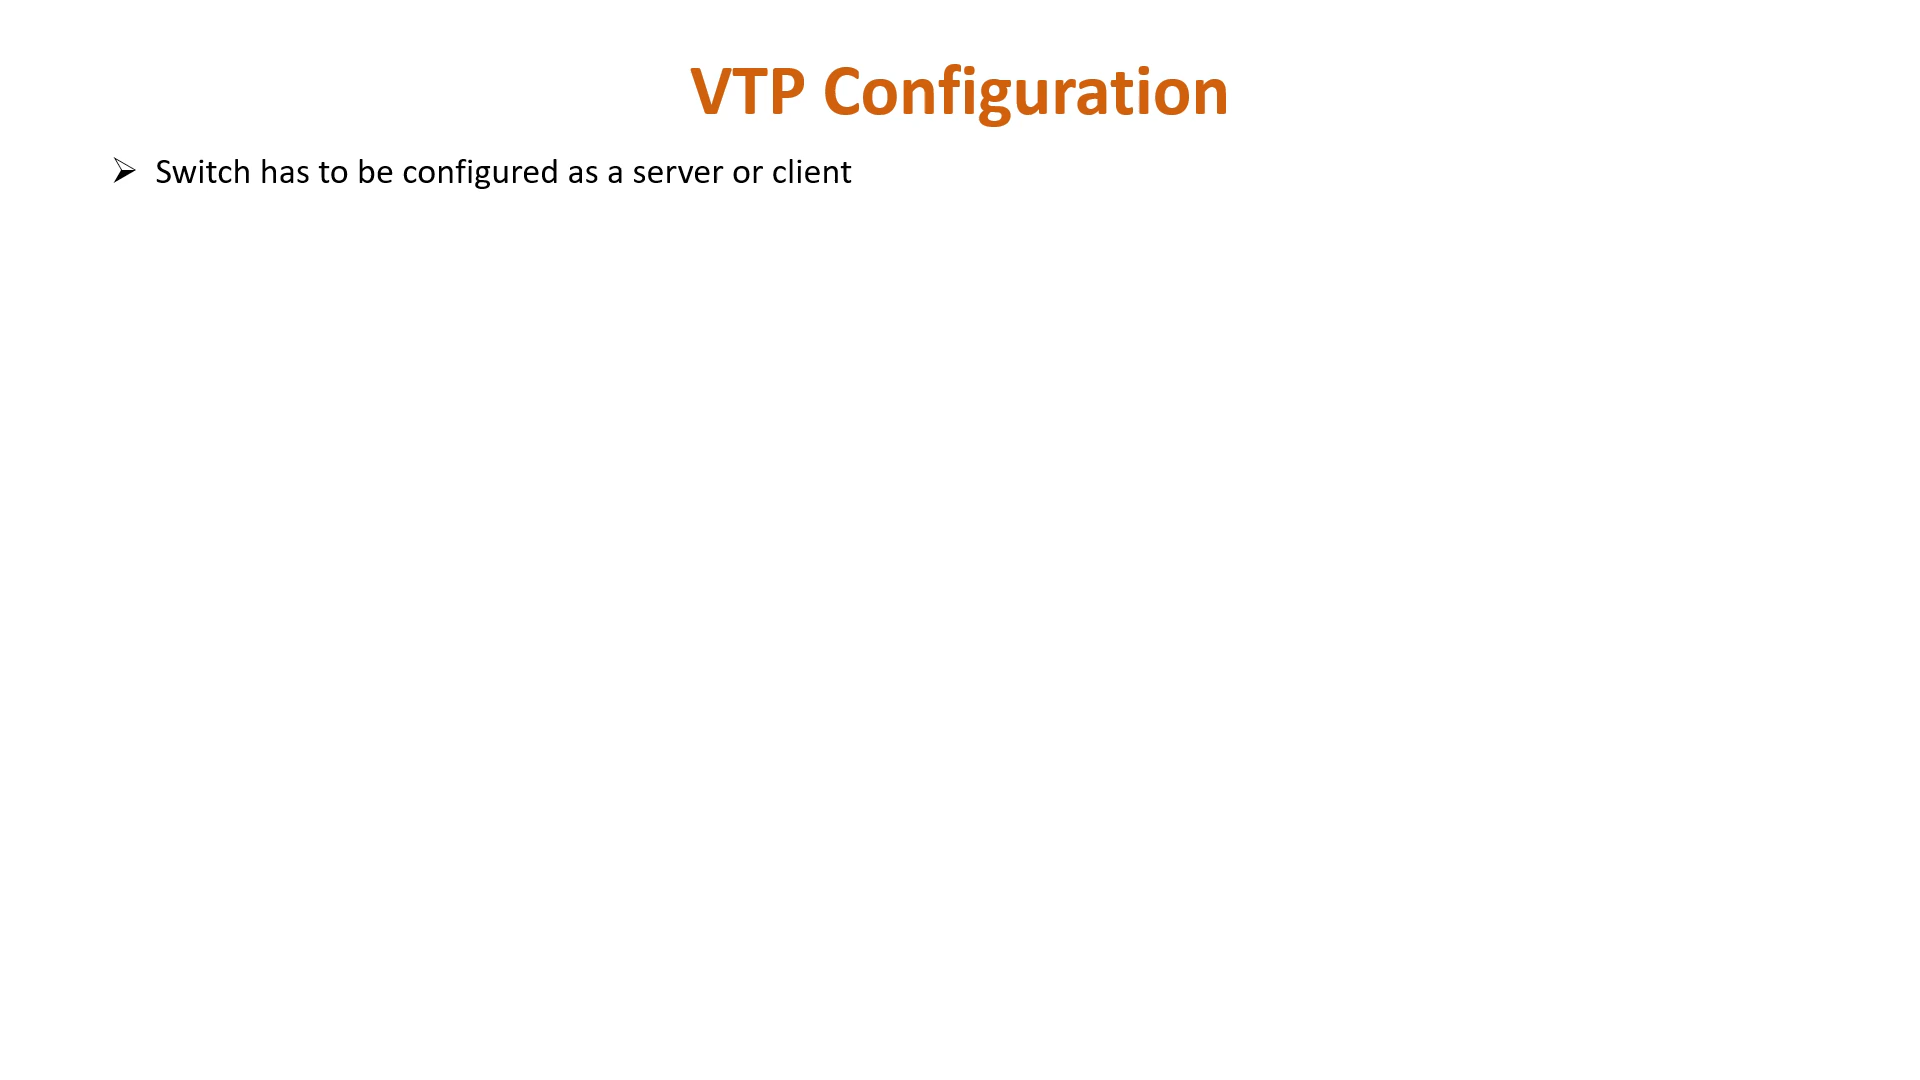 VTP Configuration
➢ Switch has to be configured as a server or client